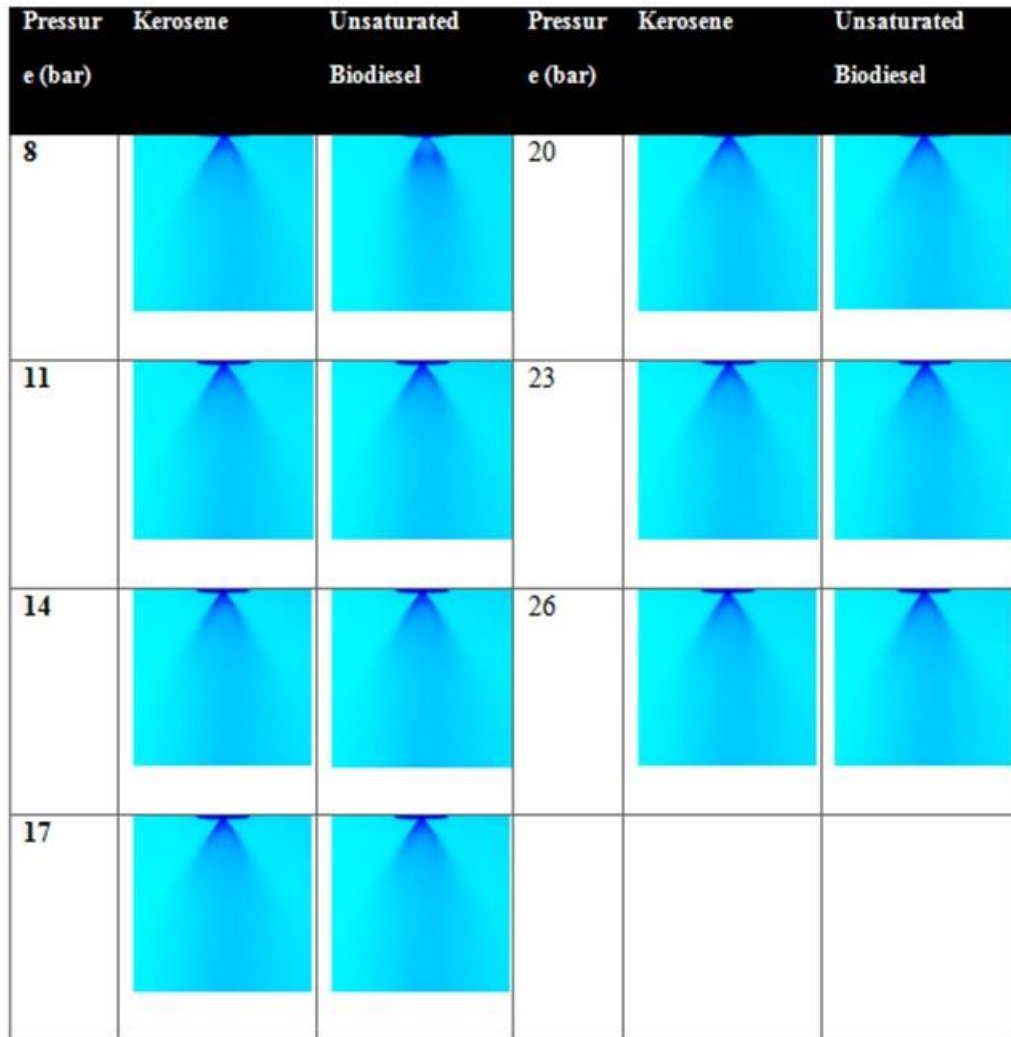 Pressur Kerosene Unsaturated Pressur Kerosene Unsaturated
e (bar) Biodiesel e (bar) Biodiesel
8 20
11 23
14 26
17